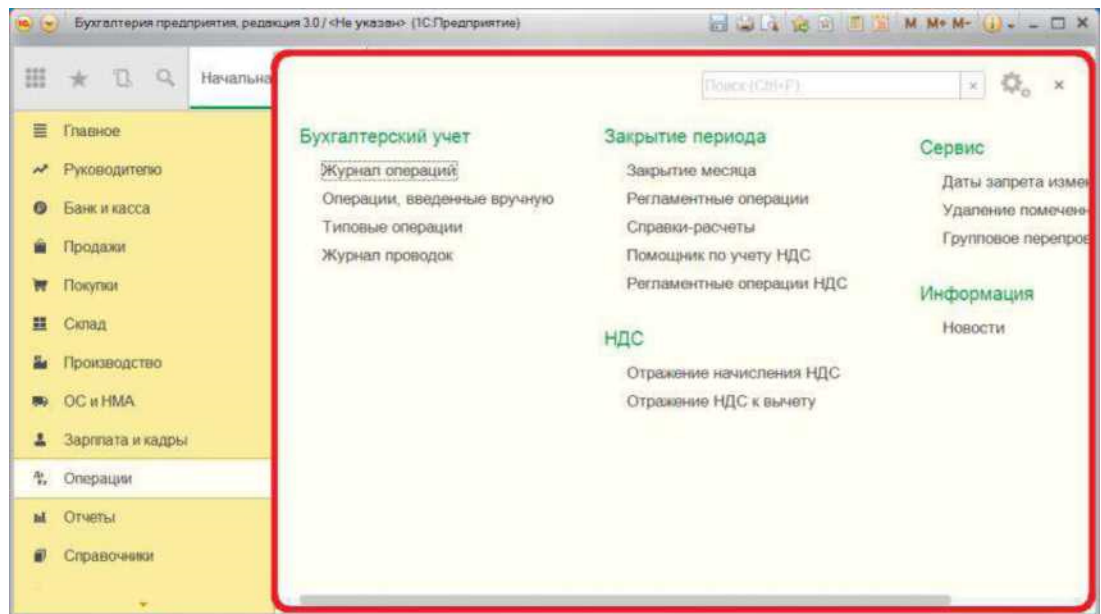 Бухгалтерия предприятия, редакция 3.0 / <Не указан> (1С:Предприятие)
M M+ M-
Начальна
Поиск (Ctrl+F)
Главное
Руководителю
Банк и касса
Продажи
Покупки
Склад
Производство
ОС и НМА
Зарплата и кадры
Операции
Отчеты
Справочники
Бухгалтерский учет
Журнал операций
Операции, введенные вручную
Типовые операции
Журнал проводок
Закрытие периода
Закрытие месяца
Регламентные операции
Справки-расчеты
Помощник по учету НДС
Регламентные операции НДС
НДС
Отражение начисления НДС
Отражение НДС к вычету
Сервис
Даты запрета изме
Удаление помечен
Групповое перепров
Информация
Новости